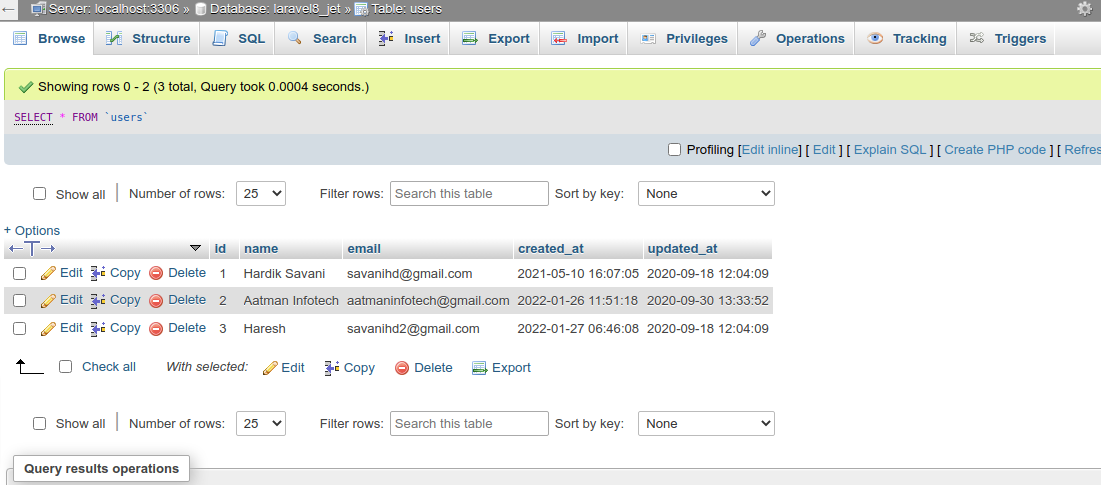 Server: localhost:3306 » Database: laravel8_jet » Table: users
Browse Structure SQL Search Insert Export Import Privileges Operations Tracking Triggers
Showing rows 0 - 2 (3 total, Query took 0.0004 seconds.)
SELECT * FROM `users`
Profiling [Edit inline] [ Edit ] [ Explain SQL ] [ Create PHP code ] [ Refres
Show all Number of rows: 25 Filter rows: Search this table Sort by key: None
+ Options
id name email created_at updated_at
Edit Copy Delete 1 Hardik Savani savanihd@gmail.com 2021-05-10 16:07:05 2020-09-18 12:04:09
Edit Copy Delete 2 Aatman Infotech aatmaninfotech@gmail.com 2022-01-26 11:51:18 2020-09-30 13:33:52
Edit Copy Delete 3 Haresh savanihd2@gmail.com 2022-01-27 06:46:08 2020-09-18 12:04:09
Check all With selected: Edit Copy Delete Export
Show all Number of rows: 25 Filter rows: Search this table Sort by key: None
Query results operations